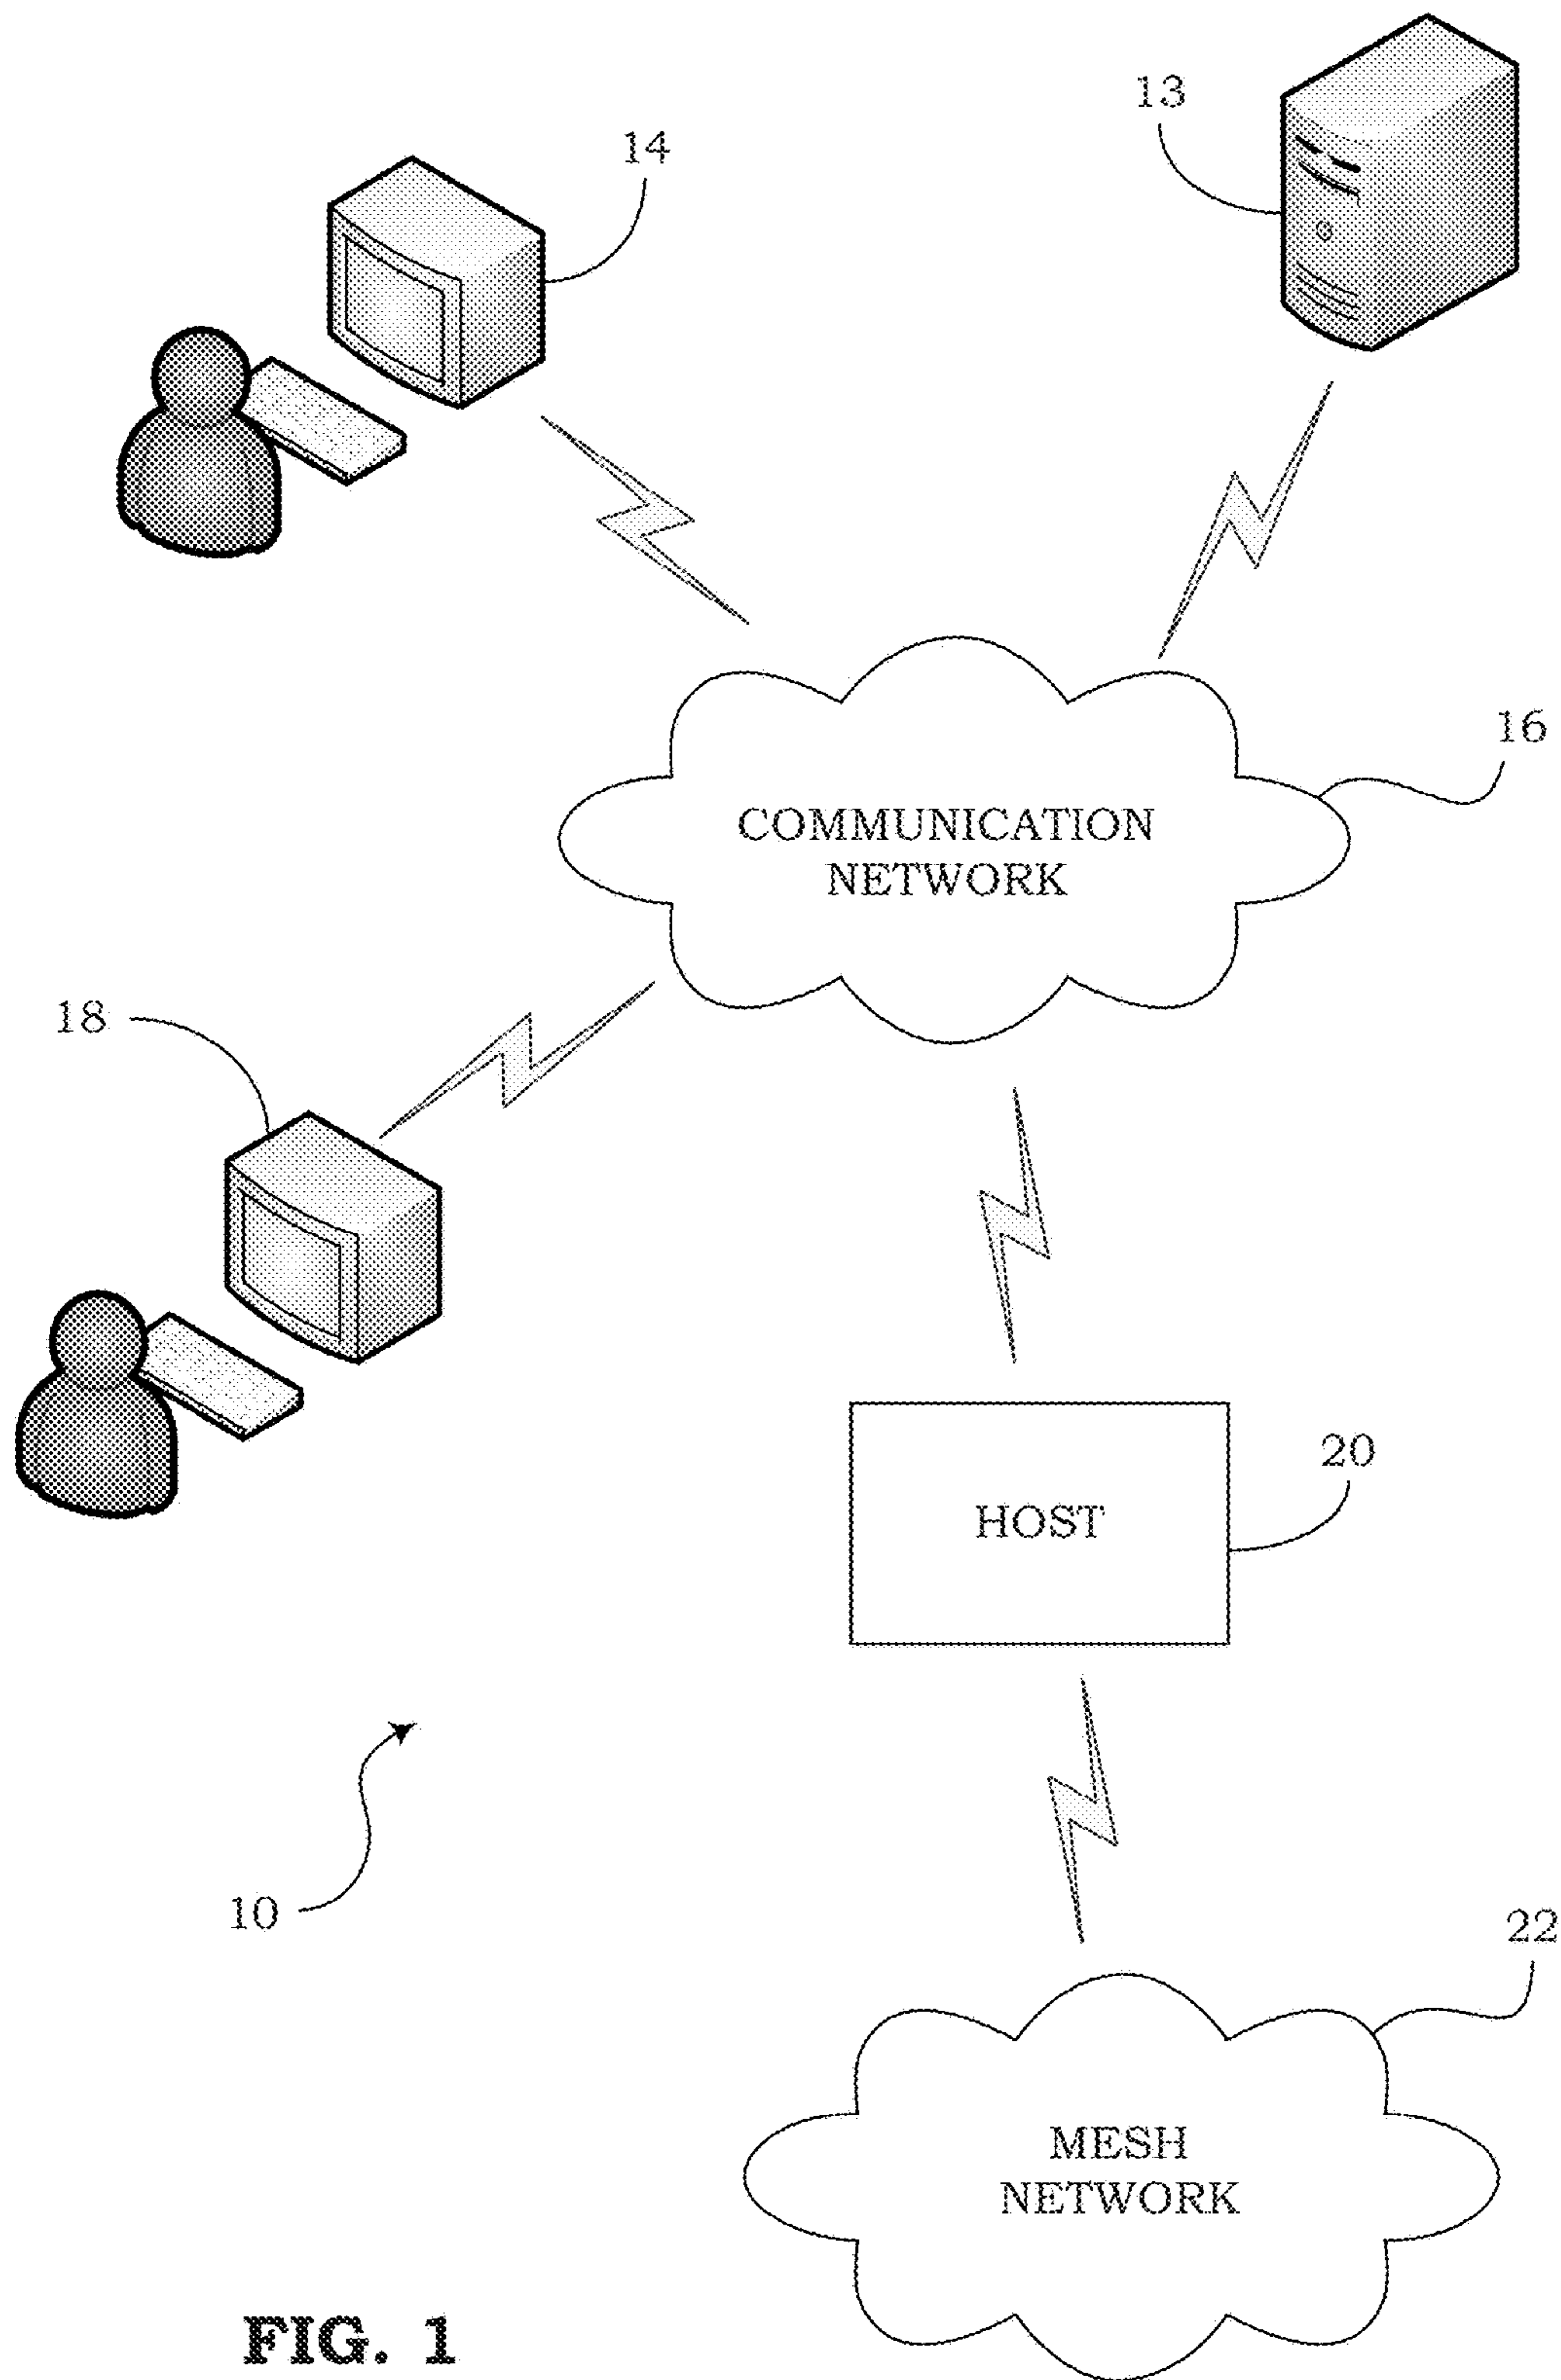 13
14
16
COMMUNICATION
NETWORK
18
20
HOST
10
22
MESH
NETWORK
FIG. 1